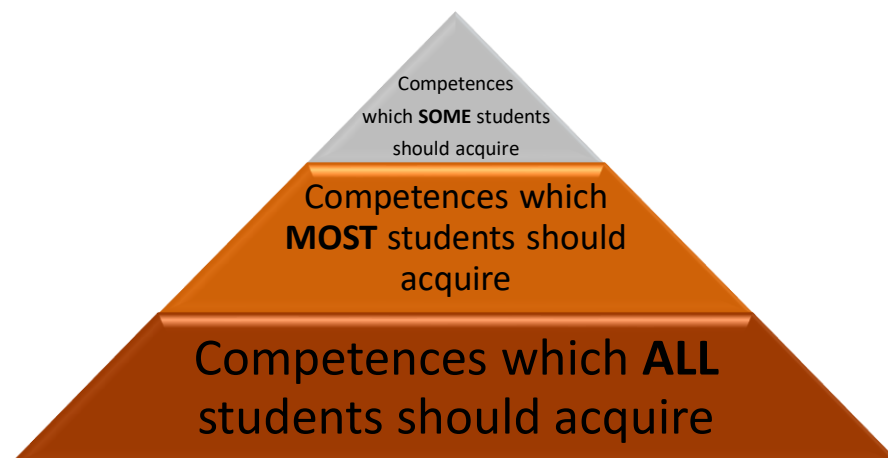 Competences
which SOME students
should acquire
Competences which
MOST students should
acquire
Competences which ALL
students should acquire